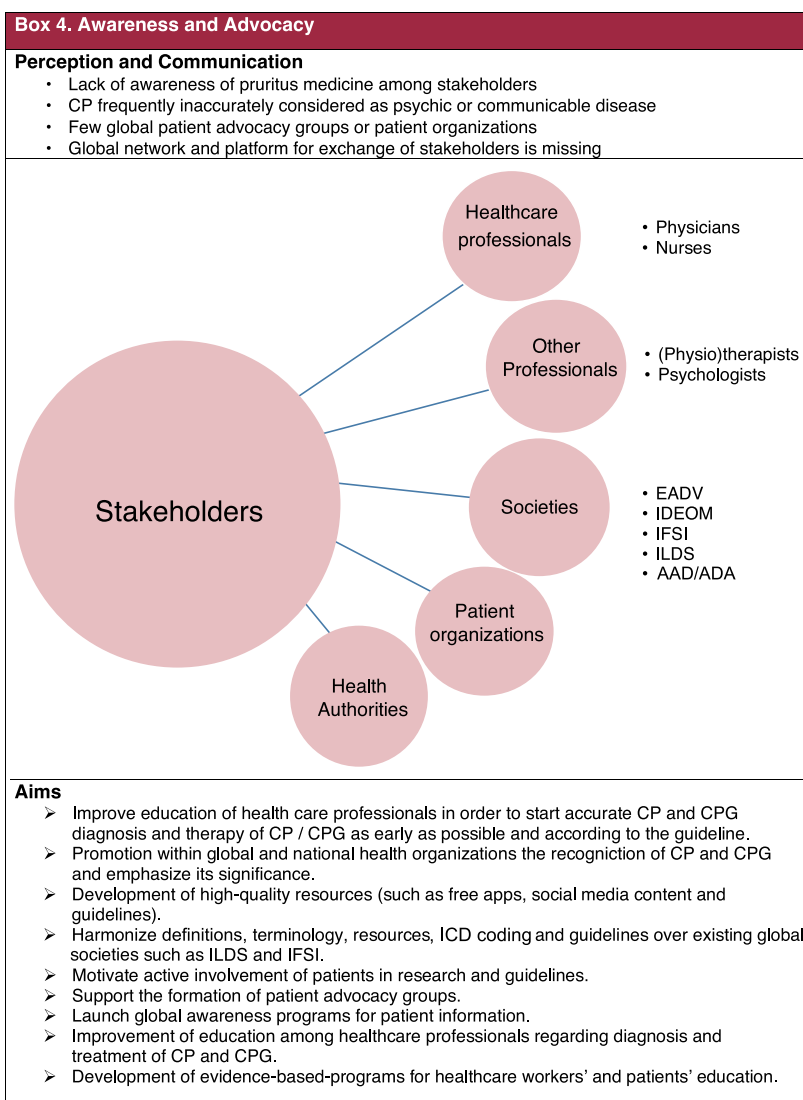 Box 4. Awareness and Advocacy
Perception and Communication
• Lack of awareness of pruritus medicine among stakeholders
• CP frequently inaccurately considered as psychic or communicable disease
• Few global patient advocacy groups or patient organizations
• Global network and platform for exchange of stakeholders is missing
Healthcare
professionals
• Physicians
• Nurses
Other
Professionals
• (Physio)therapists
• Psychologists
Stakeholders
Societies
• EADV
• IDEOM
• IFSI
• ILDS
• AAD/ADA
Patient
organizations
Health
Authorities
Aims
➢ Improve education of health care professionals in order to start accurate CP and CPG
diagnosis and therapy of CP / CPG as early as possible and according to the guideline.
➢ Promotion within global and national health organizations the recogniction of CP and CPG
and emphasize its significance.
➢ Development of high-quality resources (such as free apps, social media content and
guidelines).
➢ Harmonize definitions, terminology, resources, ICD coding and guidelines over existing global
societies such as ILDS and IFSI.
➢ Motivate active involvement of patients in research and guidelines.
➢ Support the formation of patient advocacy groups.
➢ Launch global awareness programs for patient information.
➢ Improvement of education among healthcare professionals regarding diagnosis and
treatment of CP and CPG.
➢ Development of evidence-based-programs for healthcare workers’ and patients’ education.